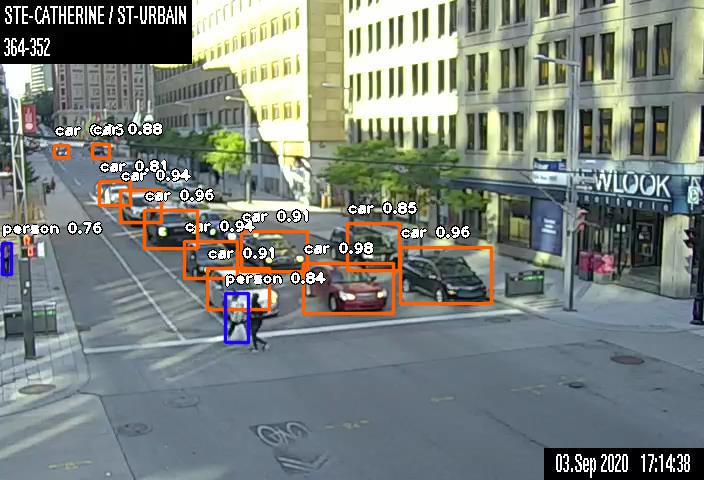 STE-CATHERINE / ST-URBAIN
364-352
car 0.88
car 0.81
car 0.94
car 0.96
car 0.94
car 0.91
car 0.85
car 0.96
car 0.98
car 0.91
person 0.84
person 0.76
WLOOK
03.Sep 2020 17:14:38